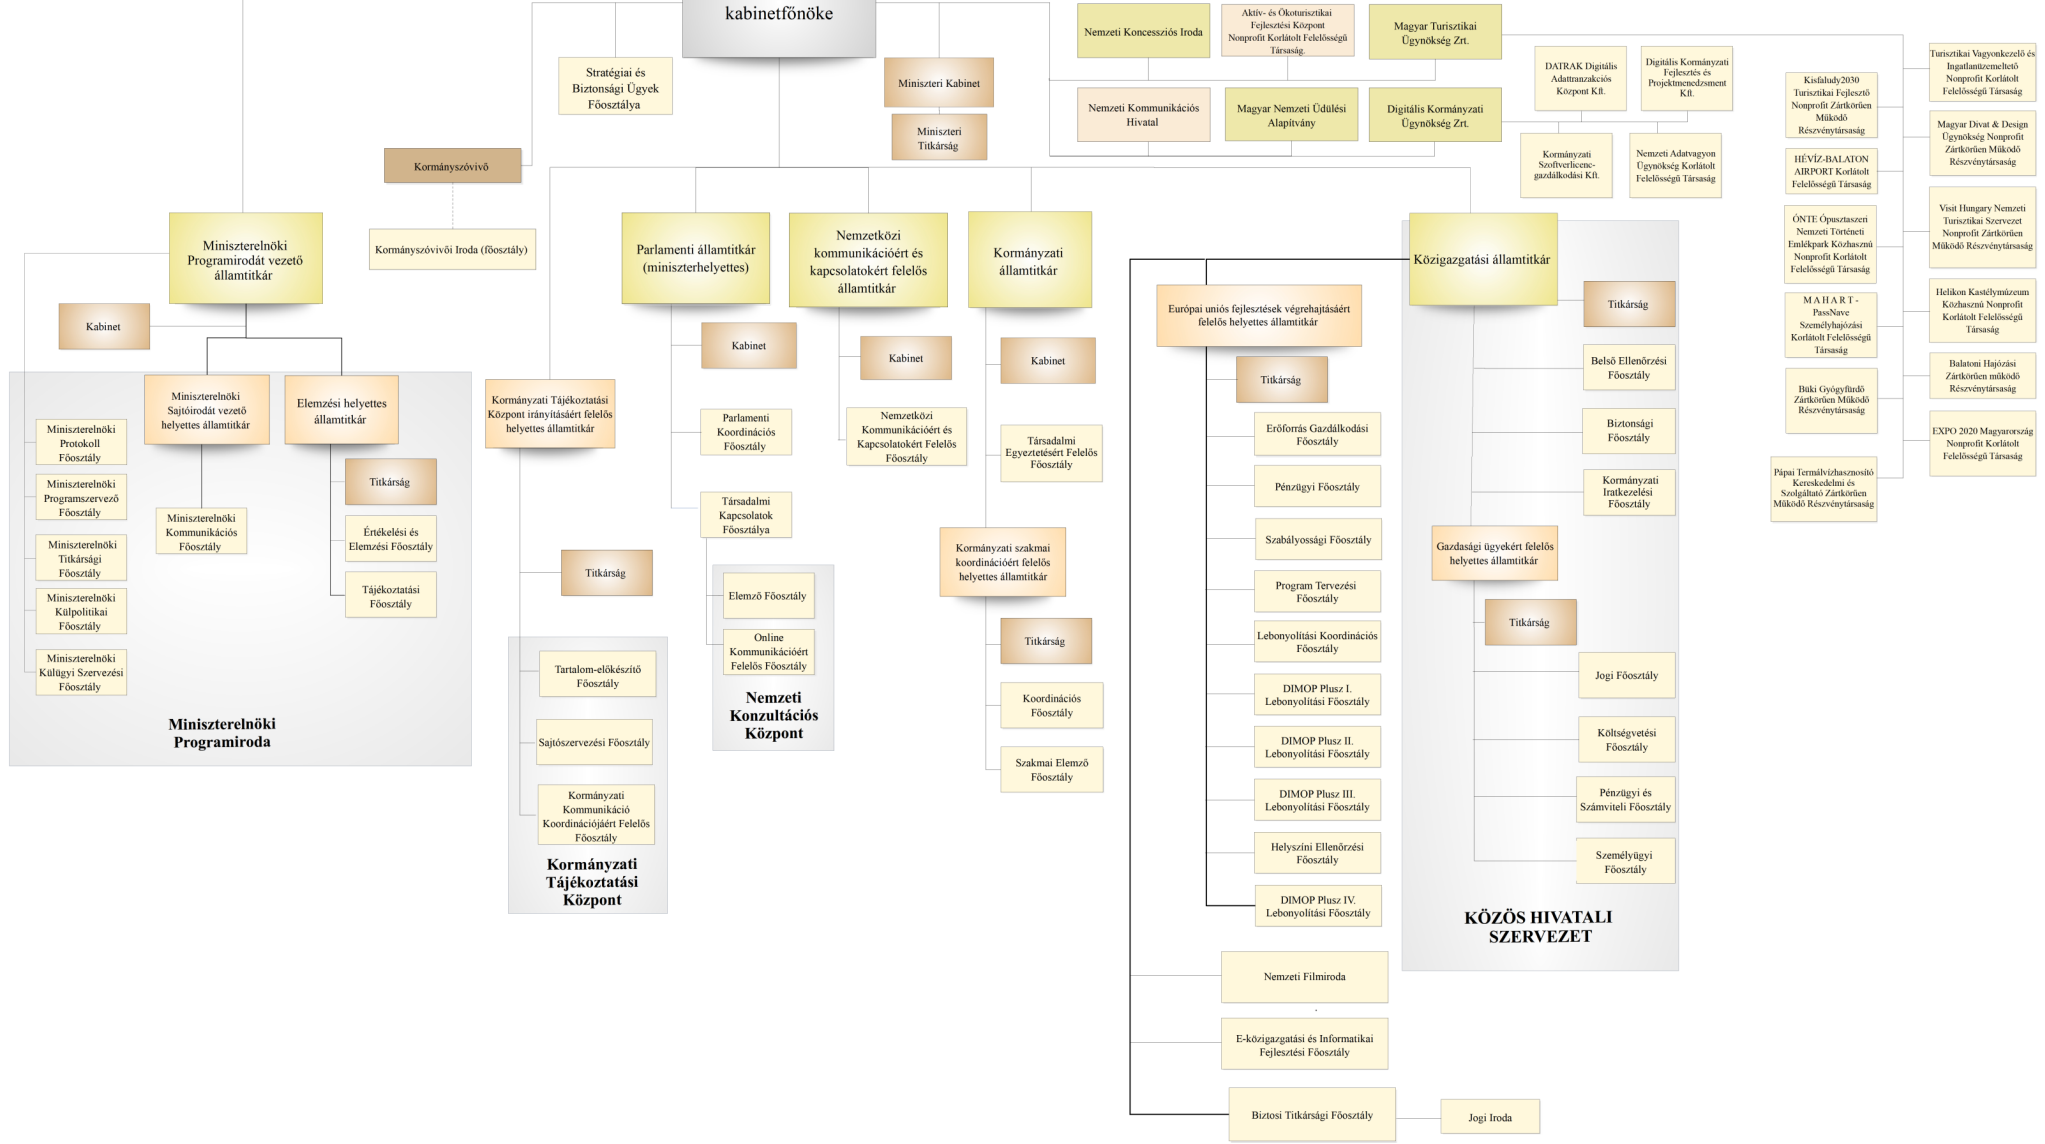 kabinetfőnöke
Stratégiai és
Biztonsági Ügyek
Főosztálya
Miniszteri Kabinet
Miniszteri
Titkárság
Kormányszóvivő
Kormányszóvivői Iroda (főosztály)
Nemzeti Koncessziós Iroda
Aktív- és Ökoturisztikai
Fejlesztési Központ
Nonprofit Korlátolt Felelősségű
Társaság.
Magyar Turisztikai
Ügynökség Zrt.
Nemzeti Kommunikációs
Hivatal
Magyar Nemzeti Üdülési
Alapítvány
Digitális Kormányzati
Ügynökség Zrt.
DATRAK Digitális
Adattranzakciós
Központ Kft.
Digitális Kormányzati
Fejlesztés és
Projektmenedzsment
Kft.
Kormányzati
Szoftverlicenc-
gazdálkodási Kft.
Nemzeti Adatvagyon
Ügynökség Korlátolt
Felelősségű Társaság
Kisfaludy2030
Turisztikai Fejlesztő
Nonprofit Zártkörűen
Működő
Részvénytársaság
HÉVÍZ-BALATON
AIRPORT Korlátolt
Felelősségű Társaság
ÓNTE Ópusztaszeri
Nemzeti Történeti
Emlékpark Közhasznú
Nonprofit Korlátolt
Felelősségű Társaság
M A H A R T -
PassNave
Személyhajózási
Korlátolt Felelősségű
Társaság
Büki Gyógyfürdő
Zártkörűen Működő
Részvénytársaság
Pápai Termálvízhasznosító
Kereskedelmi és
Szolgáltató Zártkörűen
Működő Részvénytársaság
Turisztikai Vagyonkezelő és
Ingatlanüzemeltető
Nonprofit Korlátolt
Felelősségű Társaság
Magyar Divat & Design
Ügynökség Nonprofit
Zártkörűen Működő
Részvénytársaság
Visit Hungary Nemzeti
Turisztikai Szervezet
Nonprofit Zártkörűen
Működő Részvénytársaság
Helikon Kastélymúzeum
Közhasznú Nonprofit
Korlátolt Felelősségű
Társaság
Balatoni Hajózási
Zártkörűen működő
Részvénytársaság
EXPO 2020 Magyarország
Nonprofit Korlátolt
Felelősségű Társaság
Miniszterelnöki
Programirodát vezető
államtitkár
Kabinet
Miniszterelnöki
Sajtóirodát vezető
helyettes államtitkár
Elemzési helyettes
államtitkár
Miniszterelnöki
Protokoll
Főosztály
Miniszterelnöki
Programszervező
Főosztály
Miniszterelnöki
Titkársági
Főosztály
Miniszterelnöki
Külpolitikai
Főosztály
Miniszterelnöki
Külügyi Szervezési
Főosztály
Miniszterelnöki
Kommunikációs
Főosztály
Titkárság
Értékelési és
Elemzési Főosztály
Tájékoztatási
Főosztály
Miniszterelnöki
Programiroda
Kormányzati Tájékoztatási
Központ irányításáért felelős
helyettes államtitkár
Titkárság
Tartalom-előkészítő
Főosztály
Sajtószervezési Főosztály
Kormányzati
Kommunikáció
Koordinációjáért Felelős
Főosztály
Kormányzati
Tájékoztatási
Központ
Parlamenti államtitkár
(miniszterhelyettes)
Kabinet
Parlamenti
Koordinációs
Főosztály
Társadalmi
Kapcsolatok
Főosztálya
Elemző Főosztály
Online
Kommunikációért
Felelős Főosztály
Nemzeti
Konzultációs
Központ
Nemzetközi
kommunikációért és
kapcsolatokért felelős
államtitkár
Kabinet
Nemzetközi
Kommunikációért és
Kapcsolatokért Felelős
Főosztály
Kormányzati
államtitkár
Kabinet
Társadalmi
Egyeztetésért Felelős
Főosztály
Kormányzati szakmai
koordinációért felelős
helyettes államtitkár
Titkárság
Koordinációs
Főosztály
Szakmai Elemző
Főosztály
Közigazgatási államtitkár
Európai uniós fejlesztések végrehajtásáért
felelős helyettes államtitkár
Titkárság
Erőforrás Gazdálkodási
Főosztály
Pénzügyi Főosztály
Szabályossági Főosztály
Program Tervezési
Főosztály
Lebonyolítási Koordinációs
Főosztály
DIMOP Plusz I.
Lebonyolítási Főosztály
DIMOP Plusz II.
Lebonyolítási Főosztály
DIMOP Plusz III.
Lebonyolítási Főosztály
Helyszíni Ellenőrzési
Főosztály
DIMOP Plusz IV.
Lebonyolítási Főosztály
Nemzeti Filmiroda
.
E-közigazgatási és Informatikai
Fejlesztési Főosztály
Biztosi Titkársági Főosztály
Jogi Iroda
Titkárság
Belső Ellenőrzési
Főosztály
Biztonsági
Főosztály
Kormányzati
Iratkezelési
Főosztály
Gazdasági ügyekért felelős
helyettes államtitkár
Titkárság
Jogi Főosztály
Költségvetési
Főosztály
Pénzügyi és
Számviteli Főosztály
Személyügyi
Főosztály
KÖZÖS HIVATALI
SZERVEZET